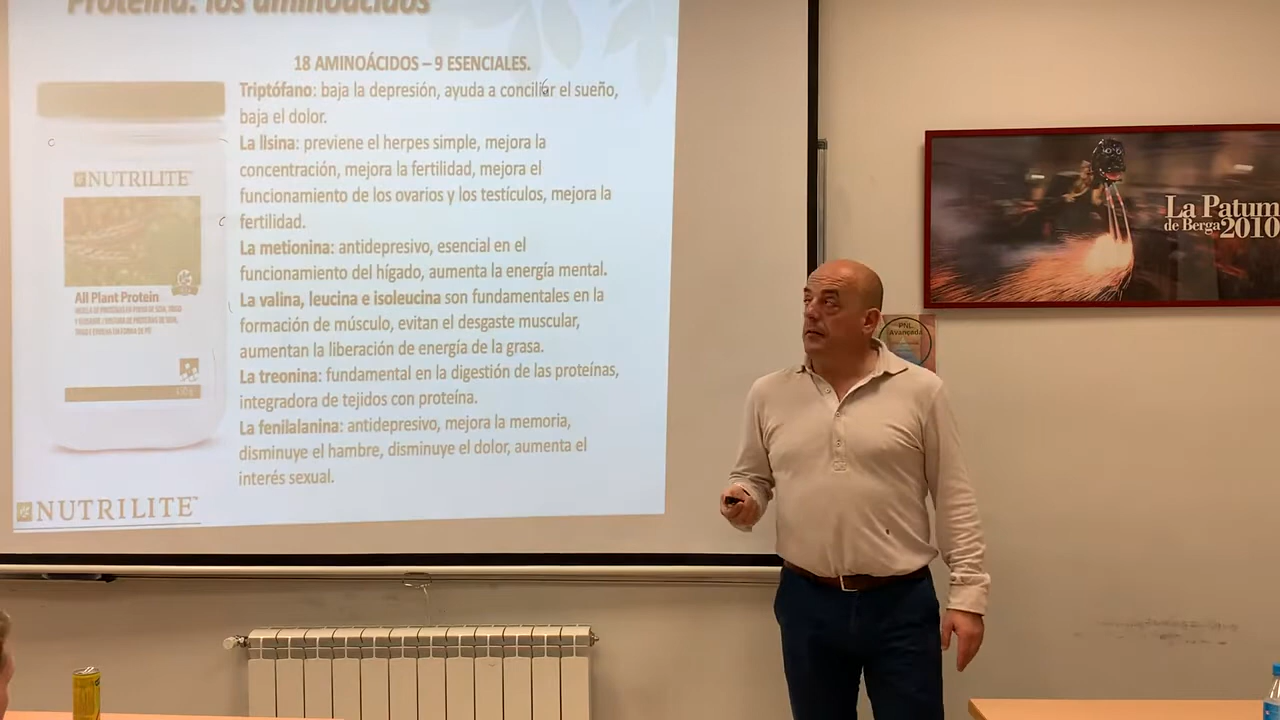 Proteína: los aminoácidos
18 AMINOÁCIDOS – 9 ESENCIALES.
Triptófano: baja la depresión, ayuda a conciliar el sueño,
baja el dolor.
La lisina: previene el herpes simple, mejora la
concentración, mejora la fertilidad, mejora el
funcionamiento de los ovarios y los testículos, mejora la
fertilidad.
La metionina: antidepresivo, esencial en el
funcionamiento del hígado, aumenta la energía mental.
La valina, leucina e isoleucina son fundamentales en la
formación de músculo, evitan el desgaste muscular,
aumentan la liberación de energía de la grasa.
La treonina: fundamental en la digestión de las proteínas,
integradora de tejidos con proteína.
La fenilalanina: antidepresivo, mejora la memoria,
disminuye el hambre, disminuye el dolor, aumenta el
interés sexual.
NUTRILITE™
All Plant Protein
450 g
NUTRILITE™
La Patum
de Berga 2010
PNL
Avançada